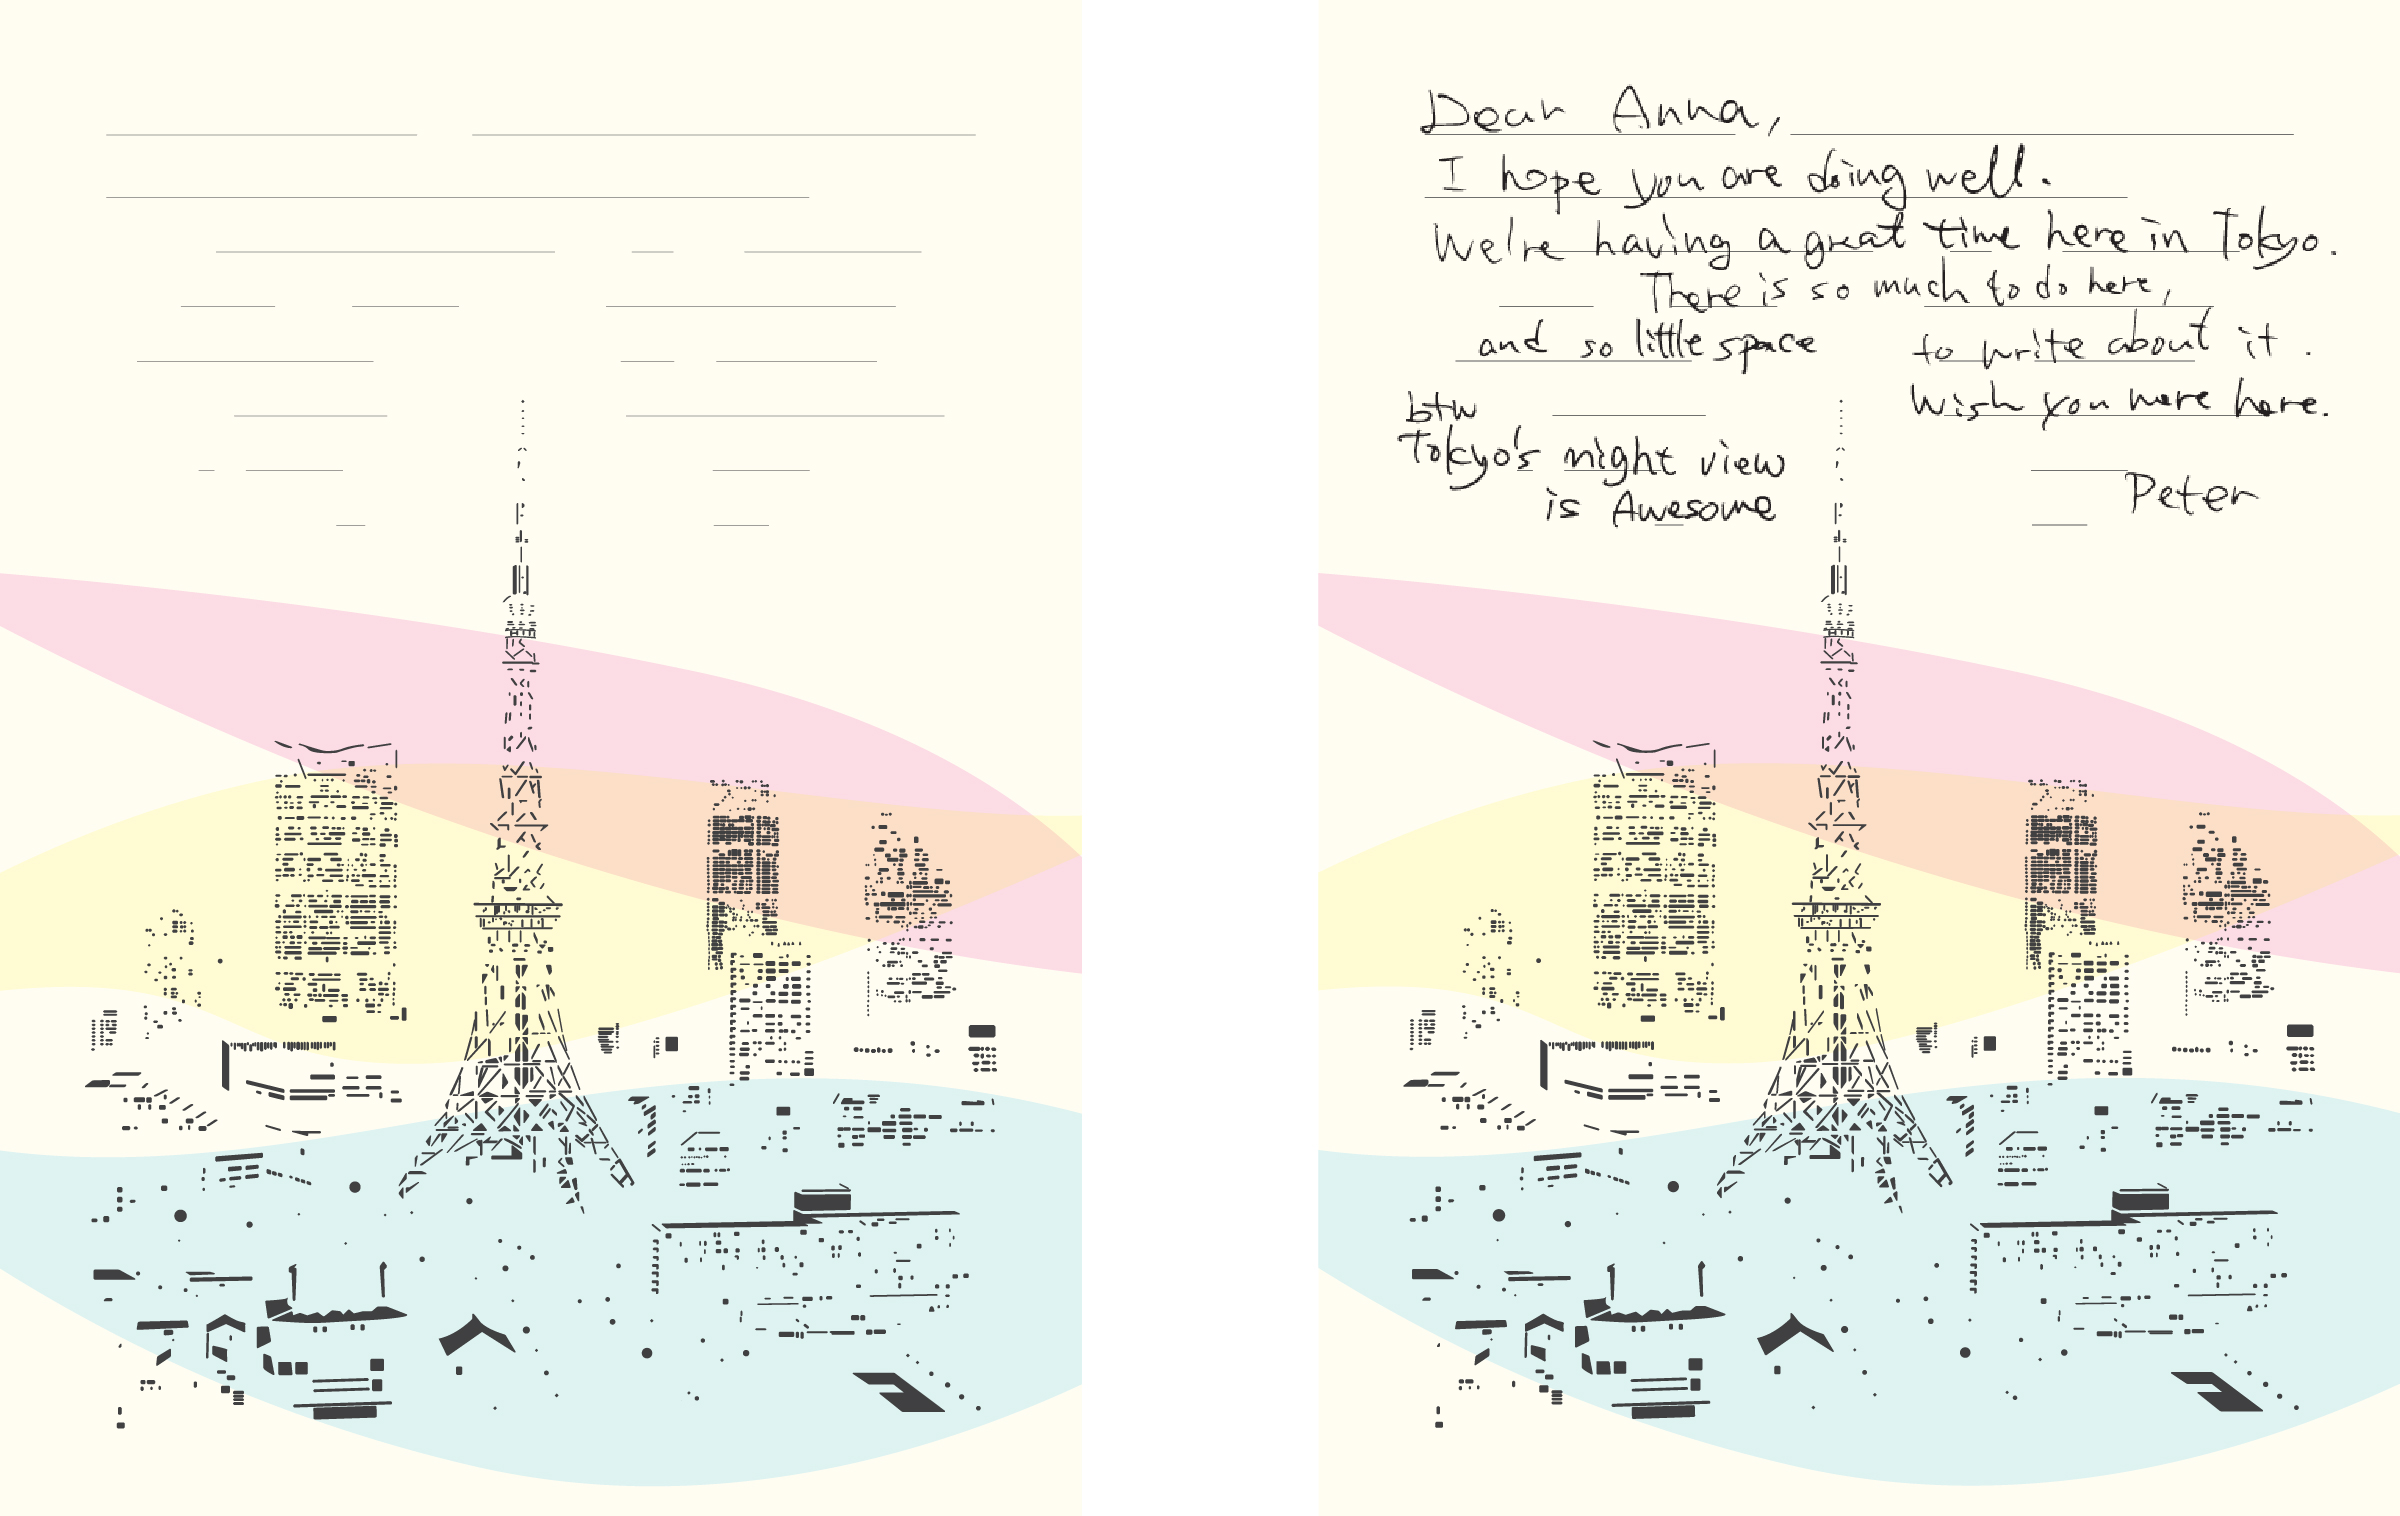 Dear Anna,
I hope you are doing well.
We're having a great time here in Tokyo.
There is so much to do here,
and so little space to write about it.
Wish you were here.
btw
Tokyo's night view
is Awesome
Peter